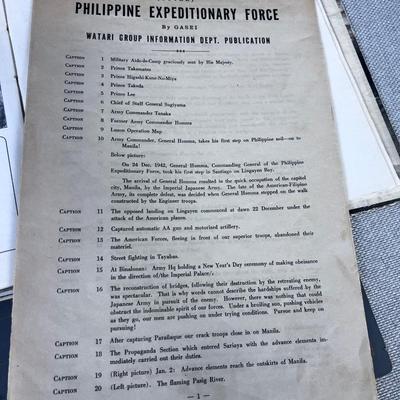 PHILIPPINE EXPEDITIONARY FORCE
By GASEI
WATARI GROUP INFORMATION DEPT. PUBLICATION
CAPTION 1 Military Aide-de-Camp graciously sent by His Majesty.
CAPTION 2 Prince Takamatsu
CAPTION 3 Prince Higashi-Kuni-No-Miya
CAPTION 4 Prince Takeda
CAPTION 5 Prince Lee
CAPTION 6 Chief of Staff General Sugiyama
CAPTION 7 Army Commander Tanaka
CAPTION 8 Former Army Commander Homma
CAPTION 9 Luzon Operation Map
CAPTION 10 Army Commander, General Homma, takes his first step on Philippine soil—on to
Manila!
Below picture:
On 24 Dec. 1942, General Homma, Commanding General of the Philippine
Expeditionary Force, took his first step in Santiago on Lingayen Bay.
The arrival of General Homma resulted in the quick occupation of the capital
city, Manila, by the Imperial Japanese Army. The fate of the American-Filipino
Army, its complete defeat, was decided when General Homma stepped on the walk
constructed by the Engineer troops.
CAPTION 11 The opposed landing on Lingayen commenced at dawn 22 December under the
attack of the American planes.
CAPTION 12 Captured automatic AA gun and motorised artillery.
CAPTION 13 The American Forces, fleeing in front of our superior troops, abandoned their
materiel.
CAPTION 14 Street fighting in Tayabas.
CAPTION 15 At Binalonan: Army Hq holding a New Year's Day ceremony of making obeisance
in the direction of/the Imperial Palace/.
CAPTION 16 The reconstruction of bridges, following their destruction by the retreating enemy,
was spectacular. That is why words cannot describe the hardships suffered by the
Japanese Army in pursuit of the enemy. However, there was nothing that could
obstruct the indomitable spirit of our forces. Under a broiling sun, pushing vehicles
as they go, our men are pushing on under trying conditions. Pursue and keep on
pursuing!
CAPTION 17 After capturing Parañaque our crack troops close in on Manila.
CAPTION 18 The Propaganda Section which entered Sariaya with the advance elements im-
mediately carried out their duties.
CAPTION 19 (Right picture) Jan. 2: Advance elements reach the outskirts of Manila.
CAPTION 20 (Left picture). The flaming Pasig River.
— 1 —